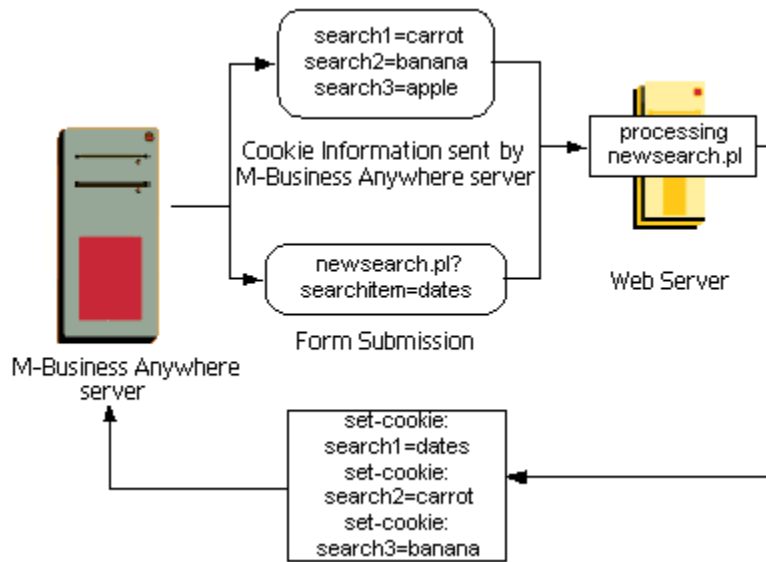 search1=carrot
search2=banana
search3=apple
Cookie Information sent by
M-Business Anywhere server
processing
newsearch.pl
Web Server
newsearch.pl?
searchitem=dates
Form Submission
M-Business Anywhere
server
set-cookie:
search1=dates
set-cookie:
search2=carrot
set-cookie:
search3=banana